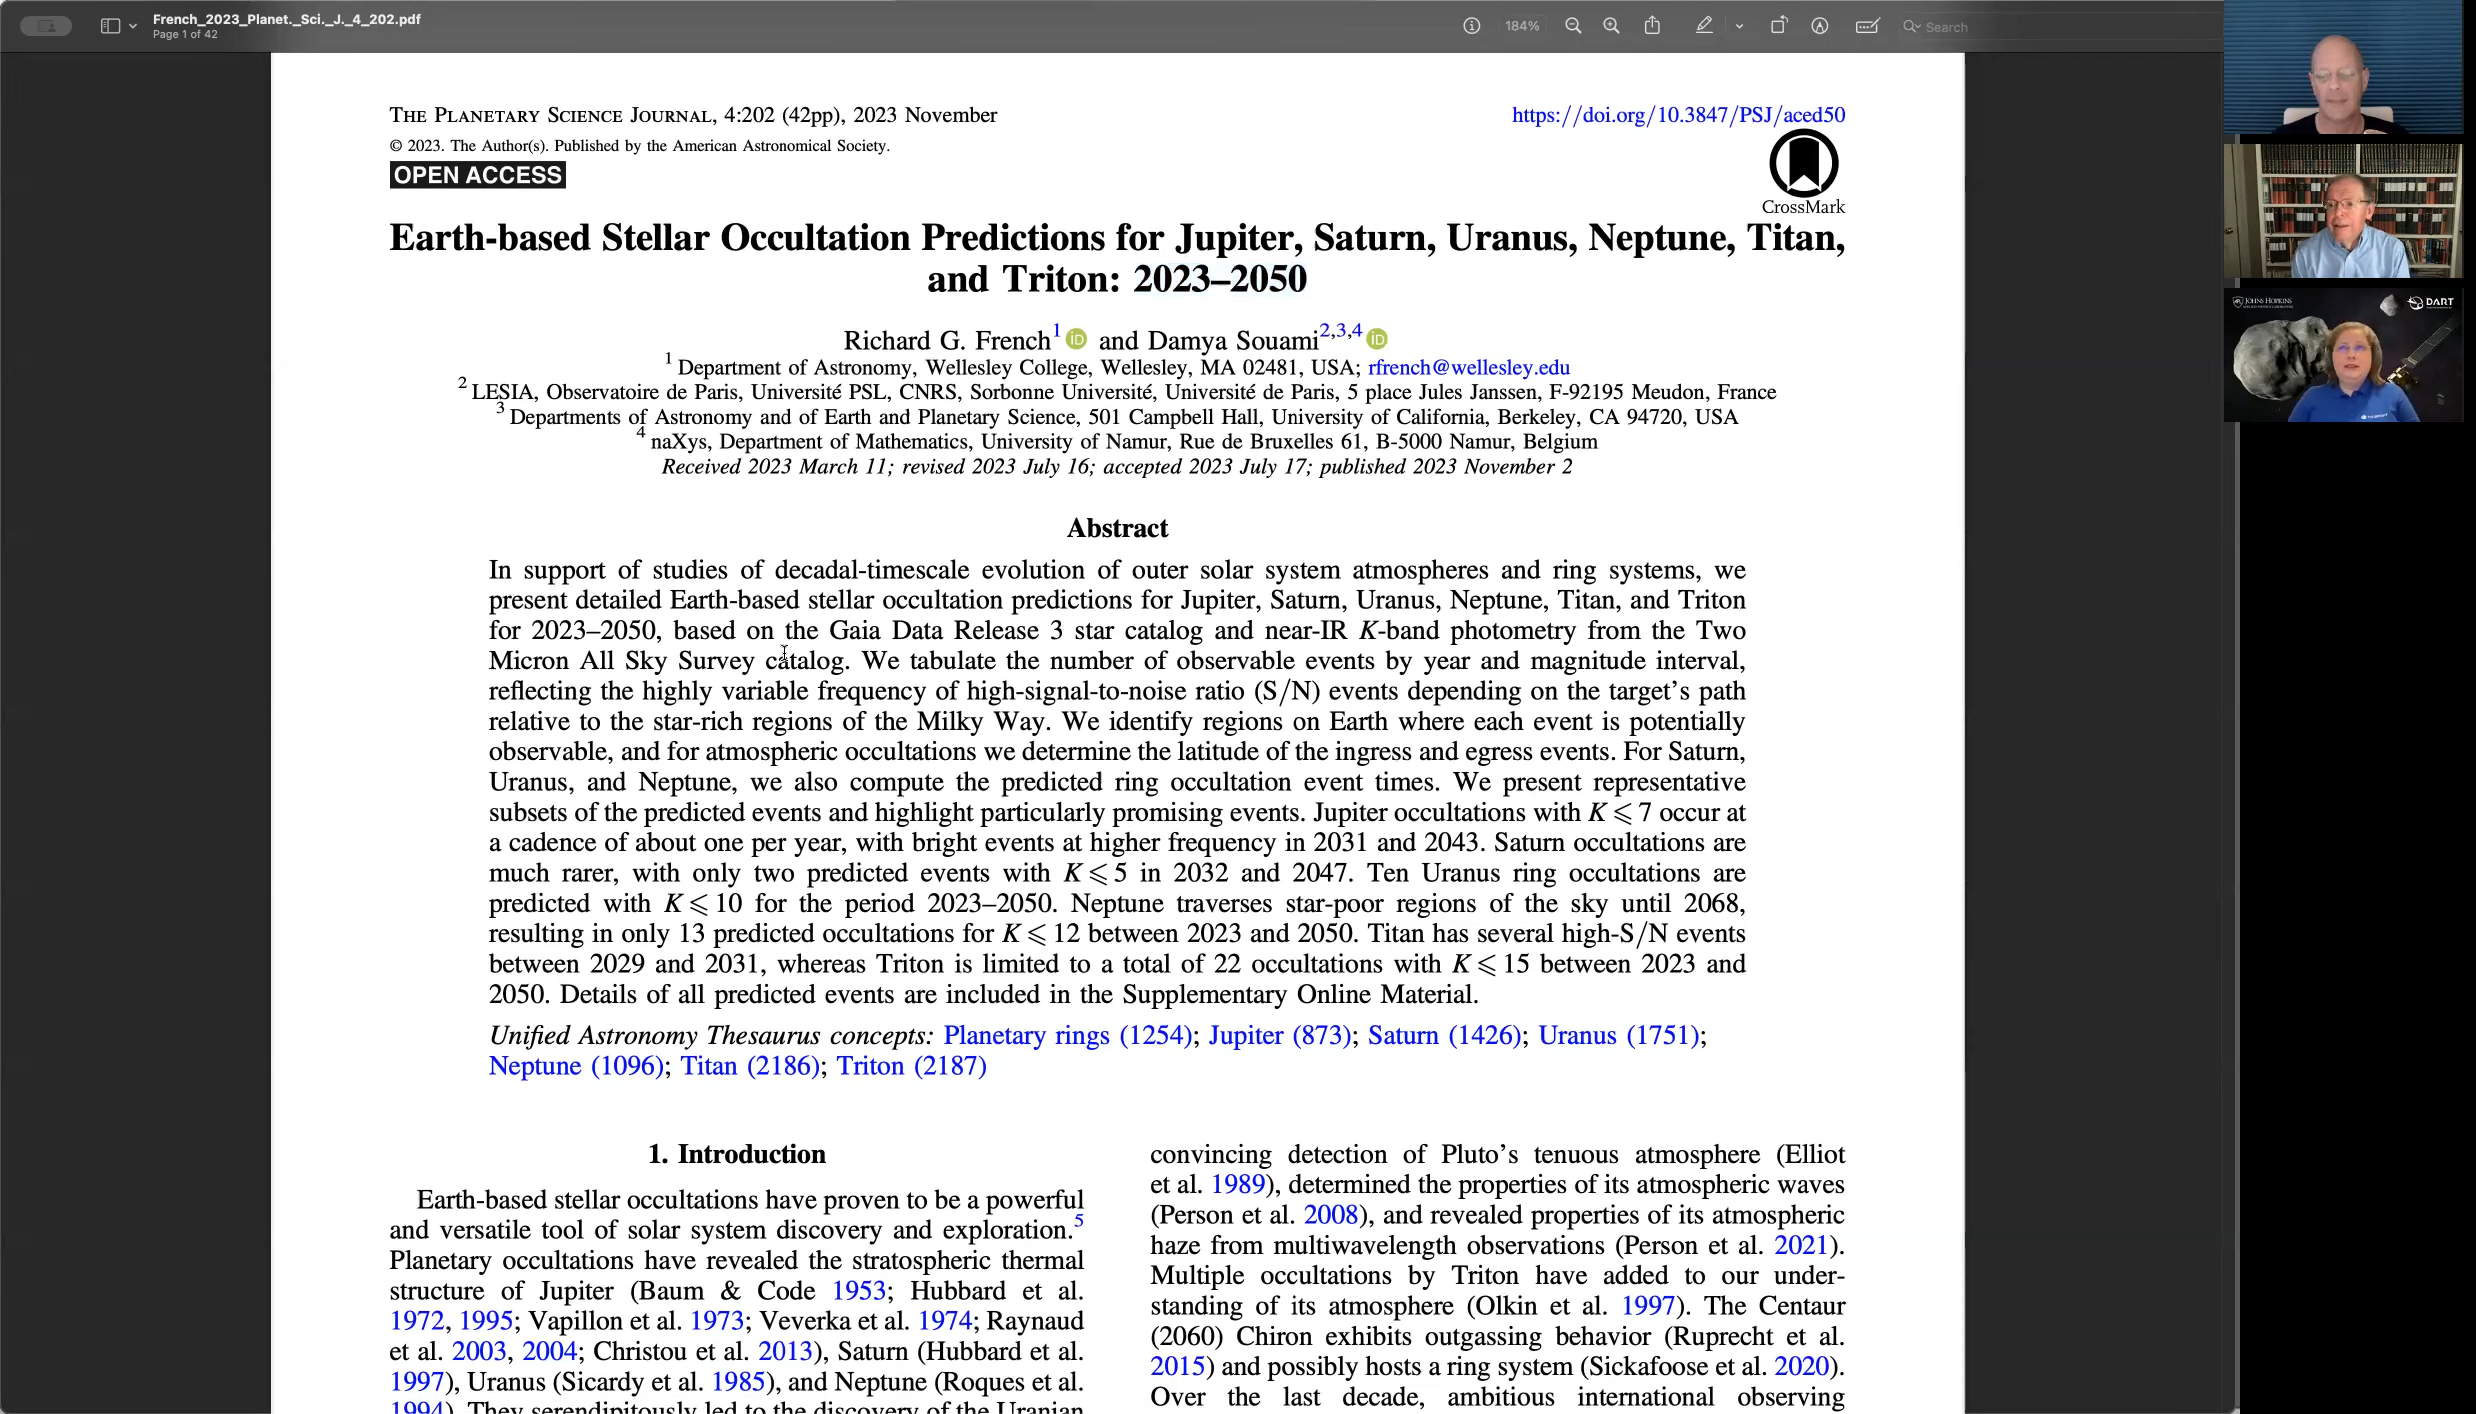 French_2023_Planet._Sci._J._4_202.pdf
Page 1 of 42
184%
Search
THE PLANETARY SCIENCE JOURNAL, 4:202 (42pp), 2023 November
https://doi.org/10.3847/PSJ/aced50
© 2023. The Author(s). Published by the American Astronomical Society.
OPEN ACCESS
CrossMark
Earth-based Stellar Occultation Predictions for Jupiter, Saturn, Uranus, Neptune, Titan,
and Triton: 2023–2050
Richard G. French1 iD and Damya Souami2,3,4 iD
1 Department of Astronomy, Wellesley College, Wellesley, MA 02481, USA; rfrench@wellesley.edu
2 LESIA, Observatoire de Paris, Université PSL, CNRS, Sorbonne Université, Université de Paris, 5 place Jules Janssen, F-92195 Meudon, France
3 Departments of Astronomy and of Earth and Planetary Science, 501 Campbell Hall, University of California, Berkeley, CA 94720, USA
4 naXys, Department of Mathematics, University of Namur, Rue de Bruxelles 61, B-5000 Namur, Belgium
Received 2023 March 11; revised 2023 July 16; accepted 2023 July 17; published 2023 November 2
Abstract
In support of studies of decadal-timescale evolution of outer solar system atmospheres and ring systems, we
present detailed Earth-based stellar occultation predictions for Jupiter, Saturn, Uranus, Neptune, Titan, and Triton
for 2023–2050, based on the Gaia Data Release 3 star catalog and near-IR K-band photometry from the Two
Micron All Sky Survey catalog. We tabulate the number of observable events by year and magnitude interval,
reflecting the highly variable frequency of high-signal-to-noise ratio (S/N) events depending on the target's path
relative to the star-rich regions of the Milky Way. We identify regions on Earth where each event is potentially
observable, and for atmospheric occultations we determine the latitude of the ingress and egress events. For Saturn,
Uranus, and Neptune, we also compute the predicted ring occultation event times. We present representative
subsets of the predicted events and highlight particularly promising events. Jupiter occultations with K ⩽ 7 occur at
a cadence of about one per year, with bright events at higher frequency in 2031 and 2043. Saturn occultations are
much rarer, with only two predicted events with K ⩽ 5 in 2032 and 2047. Ten Uranus ring occultations are
predicted with K ⩽ 10 for the period 2023–2050. Neptune traverses star-poor regions of the sky until 2068,
resulting in only 13 predicted occultations for K ⩽ 12 between 2023 and 2050. Titan has several high-S/N events
between 2029 and 2031, whereas Triton is limited to a total of 22 occultations with K ⩽ 15 between 2023 and
2050. Details of all predicted events are included in the Supplementary Online Material.
Unified Astronomy Thesaurus concepts: Planetary rings (1254); Jupiter (873); Saturn (1426); Uranus (1751);
Neptune (1096); Titan (2186); Triton (2187)
1. Introduction
Earth-based stellar occultations have proven to be a powerful
and versatile tool of solar system discovery and exploration.5
Planetary occultations have revealed the stratospheric thermal
structure of Jupiter (Baum & Code 1953; Hubbard et al.
1972, 1995; Vapillon et al. 1973; Veverka et al. 1974; Raynaud
et al. 2003, 2004; Christou et al. 2013), Saturn (Hubbard et al.
1997), Uranus (Sicardy et al. 1985), and Neptune (Roques et al.
1994). They serendipitously led to the discovery of the Uranian
convincing detection of Pluto's tenuous atmosphere (Elliot
et al. 1989), determined the properties of its atmospheric waves
(Person et al. 2008), and revealed properties of its atmospheric
haze from multiwavelength observations (Person et al. 2021).
Multiple occultations by Triton have added to our under-
standing of its atmosphere (Olkin et al. 1997). The Centaur
(2060) Chiron exhibits outgassing behavior (Ruprecht et al.
2015) and possibly hosts a ring system (Sickafoose et al. 2020).
Over the last decade, ambitious international observing
JOHNS HOPKINS
DART